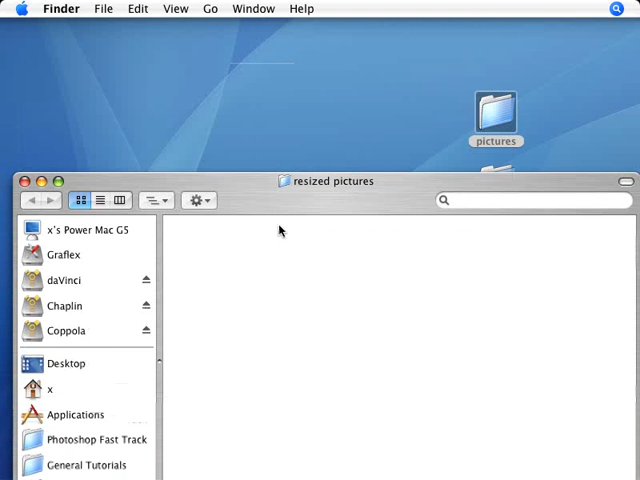 Finder File Edit View Go Window Help
pictures
resized pictures
x's Power Mac G5
Graflex
daVinci
Chaplin
Coppola
Desktop
x
Applications
Photoshop Fast Track
General Tutorials